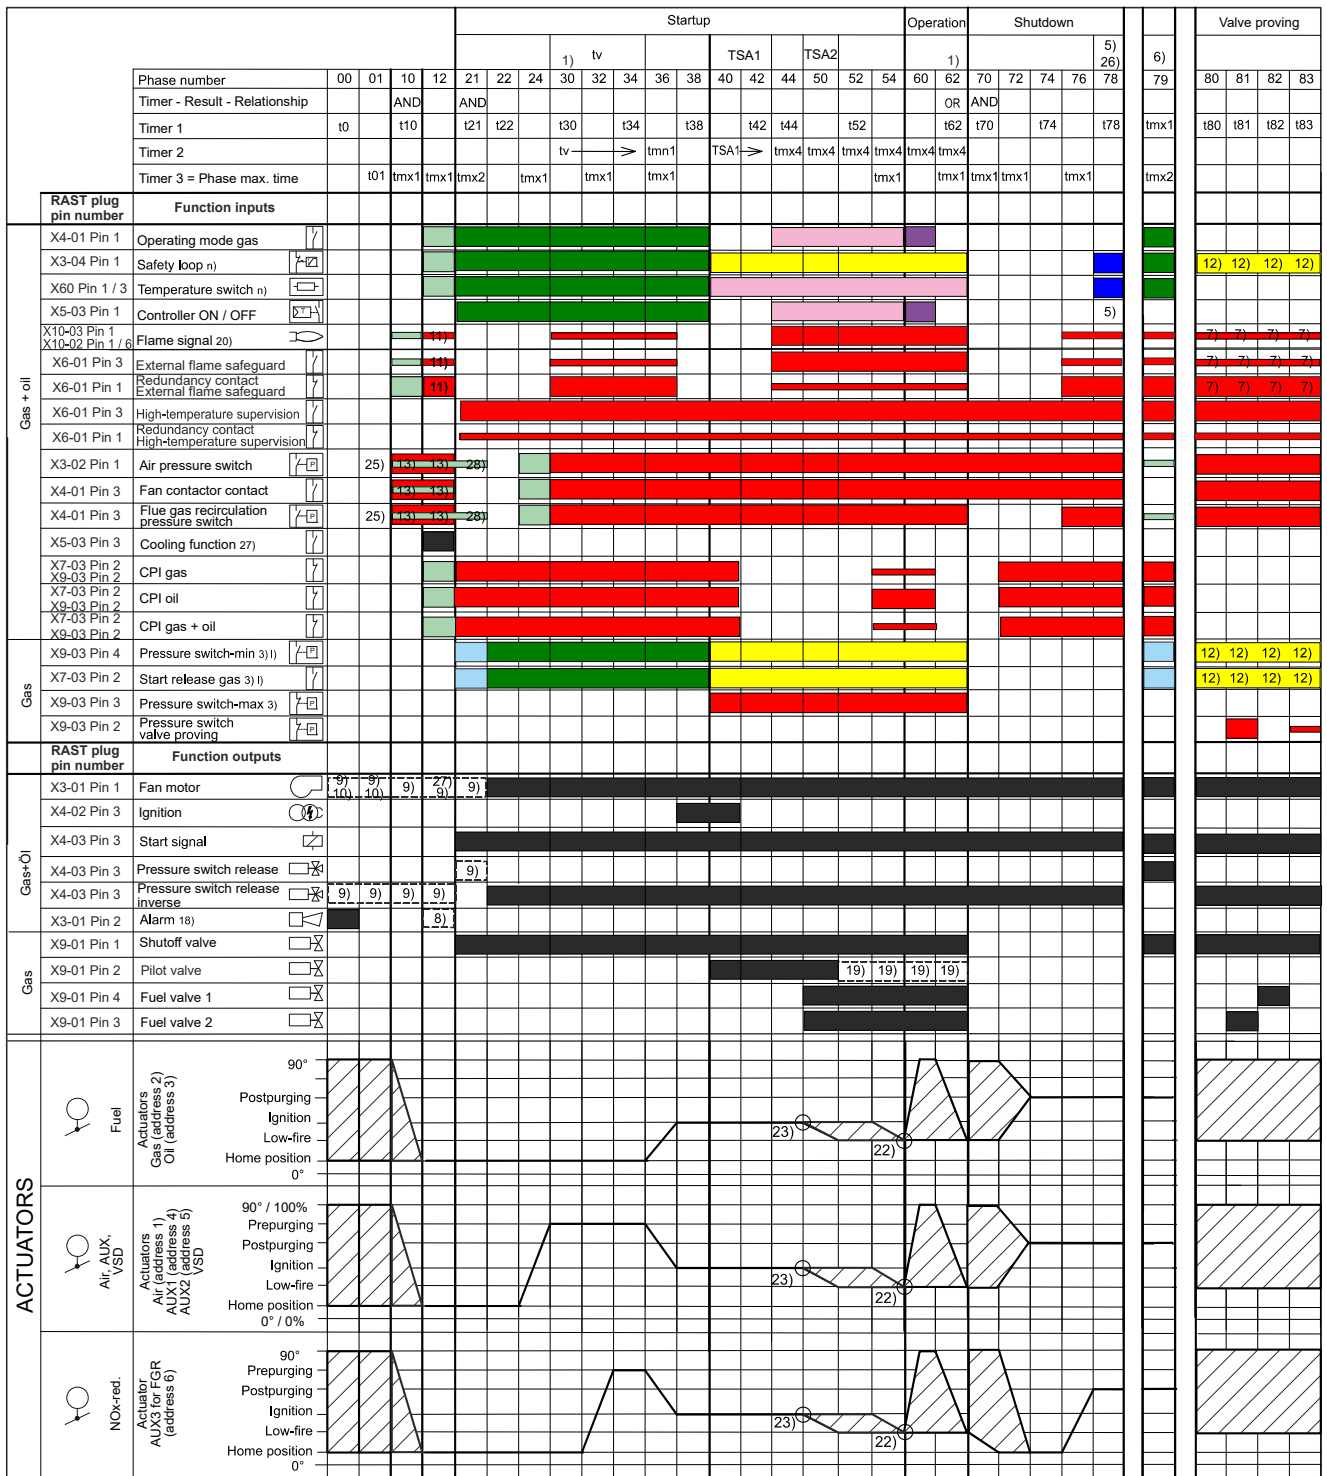 Startup Operation Shutdown Valve proving
1) tv TSA1 TSA2 1) 5) 26) 6)
Phase number 00 01 10 12 21 22 24 30 32 34 36 38 40 42 44 50 52 54 60 62 70 72 74 76 78 79 80 81 82 83
Timer - Result - Relationship AND AND OR AND
Timer 1 t0 t10 t21 t22 t30 t34 t38 t42 t44 t52 t62 t70 t74 t78 tmx1 t80 t81 t82 t83
Timer 2 tv tmn1 TSA1 tmx4 tmx4 tmx4 tmx4 tmx4 tmx4
Timer 3 = Phase max. time t01 tmx1 tmx1 tmx2 tmx1 tmx1 tmx1 tmx1 tmx1 tmx1 tmx1 tmx1 tmx2
RAST plug pin number Function inputs
Gas + oil
X4-01 Pin 1 Operating mode gas
X3-04 Pin 1 Safety loop n) 12) 12) 12) 12)
X60 Pin 1 / 3 Temperature switch n)
X5-03 Pin 1 Controller ON / OFF 5)
X10-03 Pin 1
X10-02 Pin 1 / 6 Flame signal 20) 11) 7) 7) 7) 7)
X6-01 Pin 3 External flame safeguard 11) 7) 7) 7) 7)
X6-01 Pin 1 Redundancy contact
External flame safeguard 11) 7) 7) 7) 7)
X6-01 Pin 3 High-temperature supervision
X6-01 Pin 1 Redundancy contact
High-temperature supervision
X3-02 Pin 1 Air pressure switch P 25) 13) 13) 28)
X4-01 Pin 3 Fan contactor contact 13) 13)
X4-01 Pin 3 Flue gas recirculation
pressure switch P 25) 13) 13) 28)
X5-03 Pin 3 Cooling function 27)
X7-03 Pin 2
X9-03 Pin 2 CPI gas
X7-03 Pin 2
X9-03 Pin 2 CPI oil
X7-03 Pin 2
X9-03 Pin 2 CPI gas + oil
Gas
X9-03 Pin 4 Pressure switch-min 3) I) P 12) 12) 12) 12)
X7-03 Pin 2 Start release gas 3) I) 12) 12) 12) 12)
X9-03 Pin 3 Pressure switch-max 3) P
X9-03 Pin 2 Pressure switch
valve proving P
RAST plug pin number Function outputs
Gas+Öl
X3-01 Pin 1 Fan motor 9) 10) 9) 10) 9) 27) 9) 9)
X4-02 Pin 3 Ignition
X4-03 Pin 3 Start signal
X4-03 Pin 3 Pressure switch release 9)
X4-03 Pin 3 Pressure switch release
inverse 9) 9) 9) 9)
X3-01 Pin 2 Alarm 18) 8)
Gas
X9-01 Pin 1 Shutoff valve
X9-01 Pin 2 Pilot valve 19) 19) 19) 19)
X9-01 Pin 4 Fuel valve 1
X9-01 Pin 3 Fuel valve 2
ACTUATORS
Fuel
Actuators
Gas (address 2)
Oil (address 3)
90°
Postpurging
Ignition
Low-fire
Home position
0°
23)
22)
Air, AUX,
VSD
Actuators
Air (address 1)
AUX1 (address 4)
AUX2 (address 5)
VSD
90° / 100%
Prepurging
Postpurging
Ignition
Low-fire
Home position
0° / 0%
23)
22)
NOx-red.
Actuator
AUX3 for FGR
(address 6)
90°
Prepurging
Postpurging
Ignition
Low-fire
Home position
0°
23)
22)